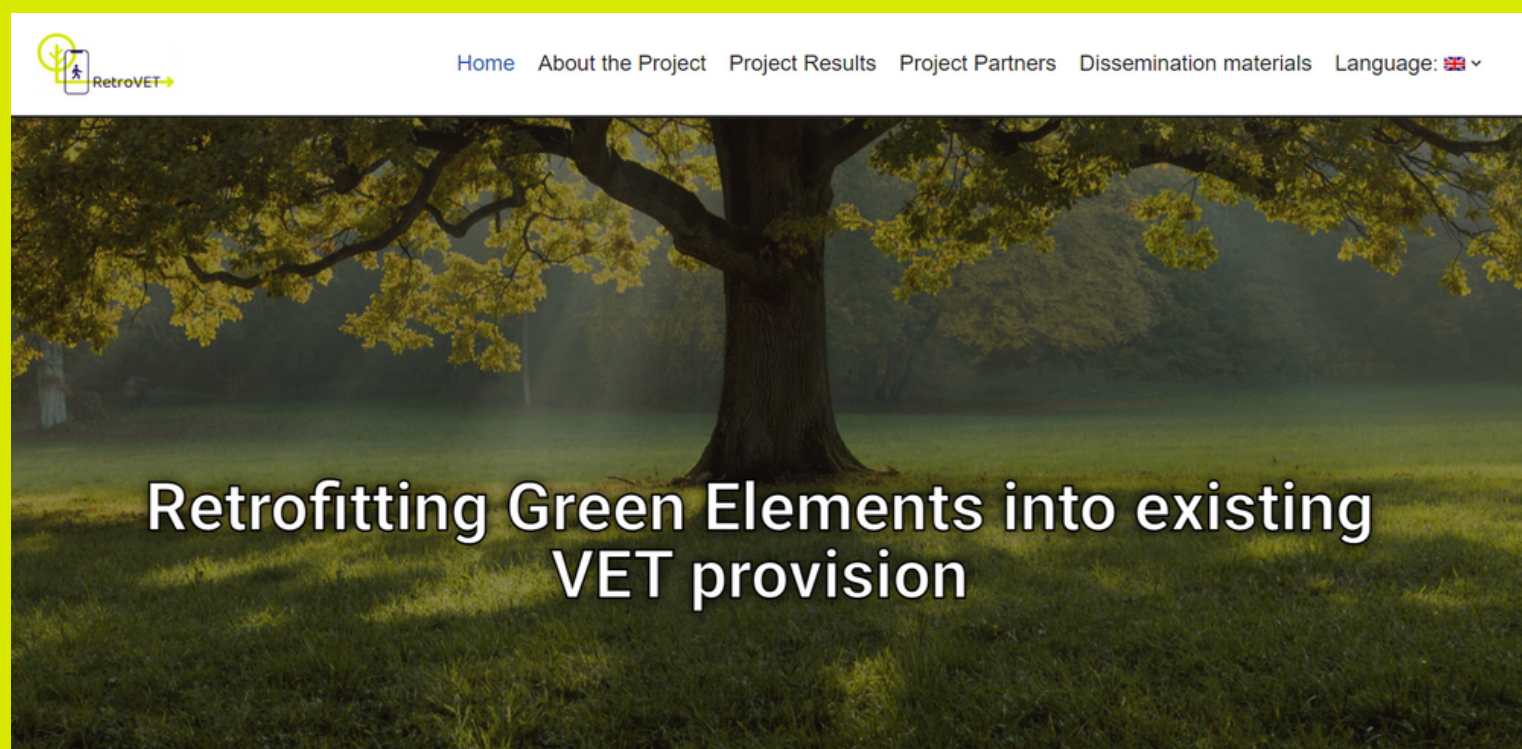 RetroVET
Home About the Project Project Results Project Partners Dissemination materials Language:
Retrofitting Green Elements into existing
VET provision